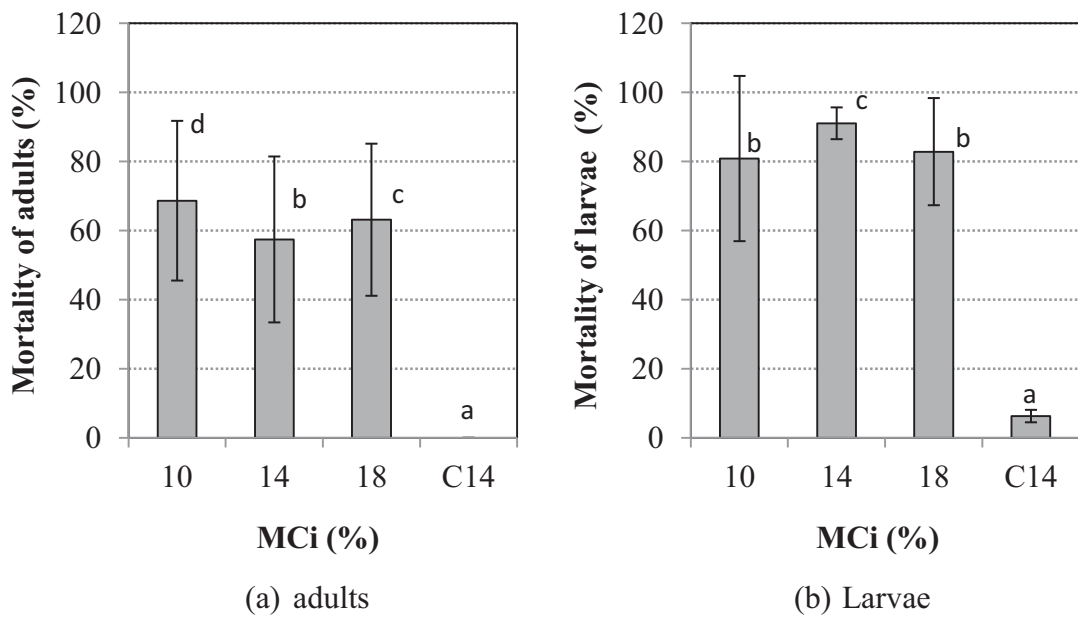 Mortality of adults (%)
120
100
80
60
40
20
0
d
b
c
a
10 14 18 C14
MCi (%)
(a) adults
Mortality of larvae (%)
120
100
80
60
40
20
0
b
c
b
a
10 14 18 C14
MCi (%)
(b) Larvae